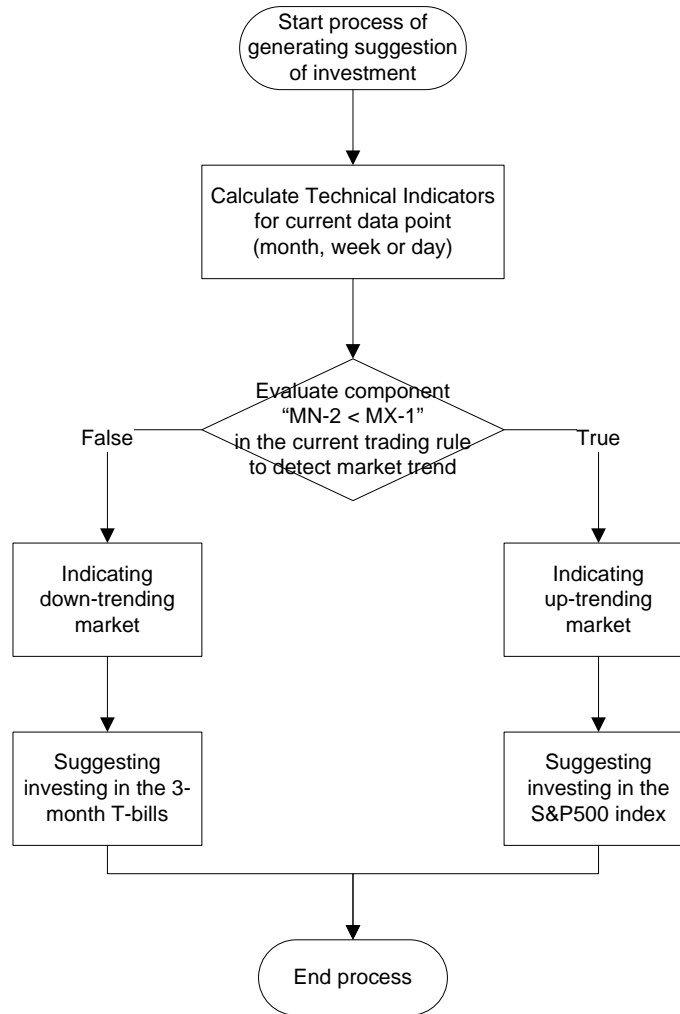 Start process of
generating suggestion
of investment
Calculate Technical Indicators
for current data point
(month, week or day)
Evaluate component
“MN-2 < MX-1”
in the current trading rule
to detect market trend
False
True
Indicating
down-trending
market
Indicating
up-trending
market
Suggesting
investing in the 3-
month T-bills
Suggesting
investing in the
S&P500 index
End process